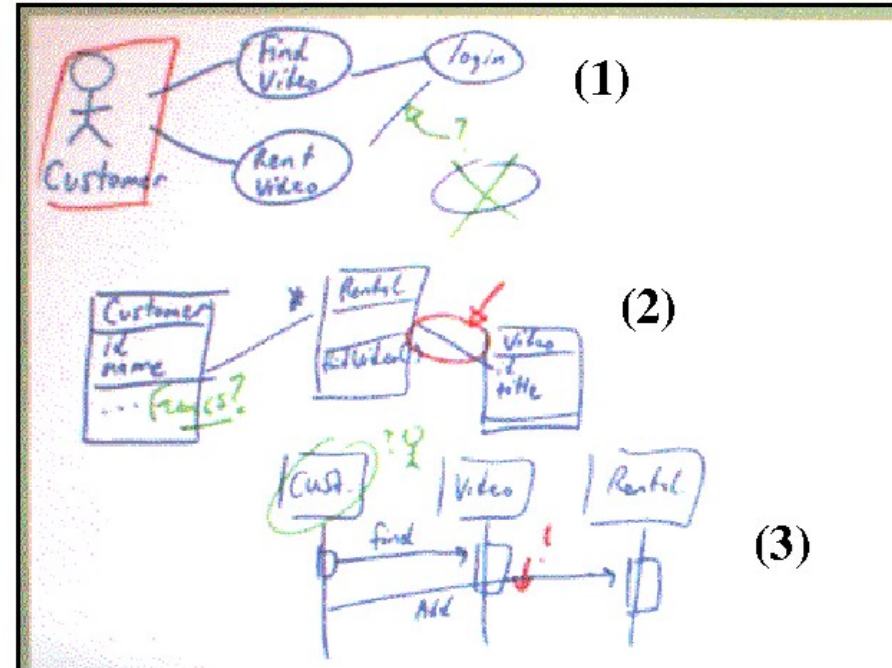 Find
Video
login
(1)
?
Customer
Rent
Video
Customer
id
name
...
Rental
*
Video
id
title
(2)
? 
Cust.
Video
Rental
find
!
Add
(3)